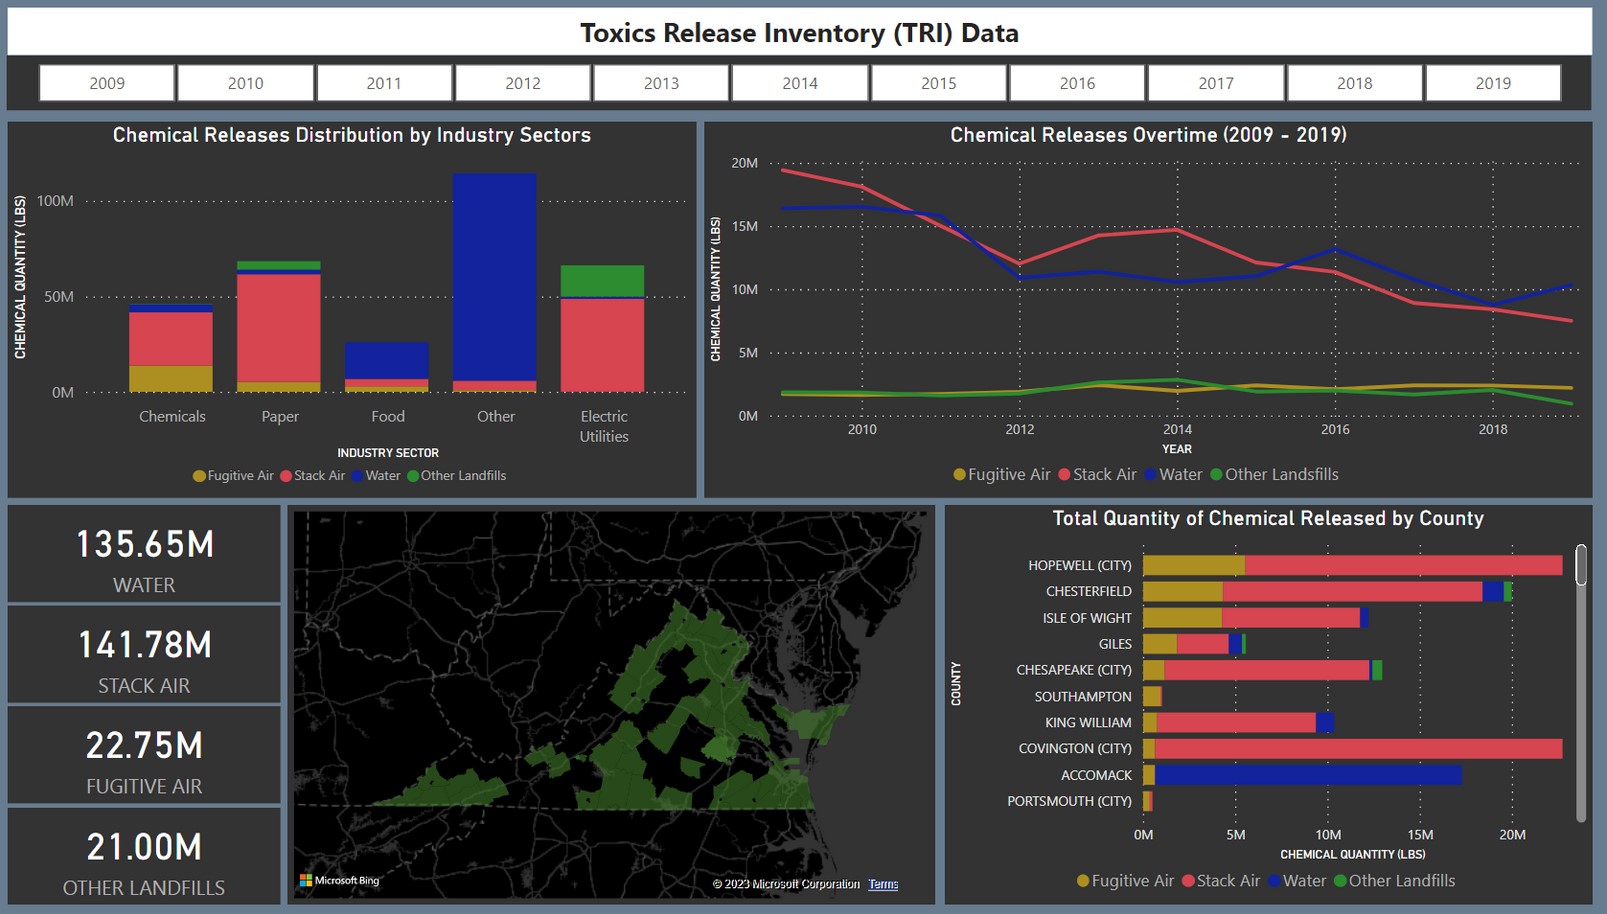 Toxics Release Inventory (TRI) Data
2009 2010 2011 2012 2013 2014 2015 2016 2017 2018 2019
Chemical Releases Distribution by Industry Sectors
CHEMICAL QUANTITY (LBS)
100M
50M
0M
Chemicals Paper Food Other Electric Utilities
INDUSTRY SECTOR
Fugitive Air Stack Air Water Other Landfills
Chemical Releases Overtime (2009 - 2019)
CHEMICAL QUANTITY (LBS)
20M
15M
10M
5M
0M
2010 2012 2014 2016 2018
YEAR
Fugitive Air Stack Air Water Other Landsfills
135.65M
WATER
141.78M
STACK AIR
22.75M
FUGITIVE AIR
21.00M
OTHER LANDFILLS
Microsoft Bing
© 2023 Microsoft Corporation Terms
Total Quantity of Chemical Released by County
COUNTY
HOPEWELL (CITY)
CHESTERFIELD
ISLE OF WIGHT
GILES
CHESAPEAKE (CITY)
SOUTHAMPTON
KING WILLIAM
COVINGTON (CITY)
ACCOMACK
PORTSMOUTH (CITY)
0M 5M 10M 15M 20M
CHEMICAL QUANTITY (LBS)
Fugitive Air Stack Air Water Other Landfills